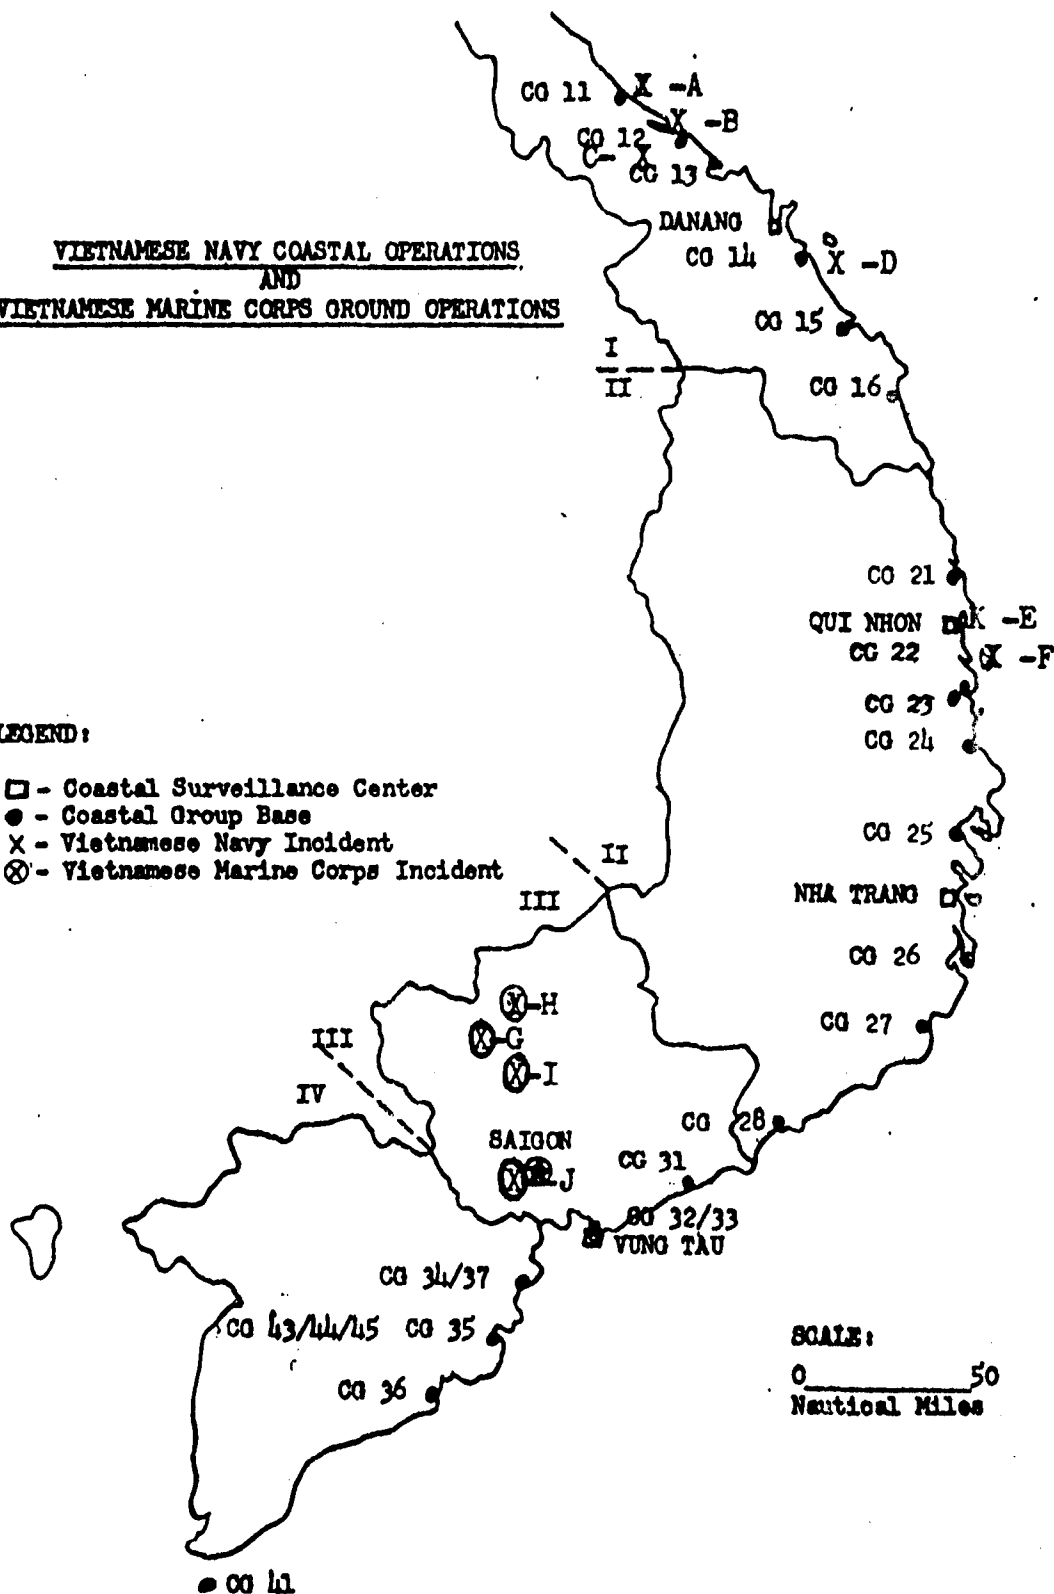 CG 11 X -A
X -B
CG 12
C- X
CG 13
DANANG
VIETNAMESE NAVY COASTAL OPERATIONS
AND
VIETNAMESE MARINE CORPS GROUND OPERATIONS
CG 14
X -D
CG 15
I
II
CG 16
CG 21
QUI NHON
X -E
CG 22
X -F
CG 23
CG 24
LEGEND:
- Coastal Surveillance Center
- Coastal Group Base
X - Vietnamese Navy Incident
- Vietnamese Marine Corps Incident
CG 25
II
III
NHA TRANG
CG 26
X-H
X-G
X-I
CG 27
III
IV
CG 28
SAIGON
X-J
CG 31
CG 32/33
VUNG TAU
CG 34/37
CG 43/44/45 CG 35
CG 36
SCALE:
0 50
Nautical Miles
CG 41